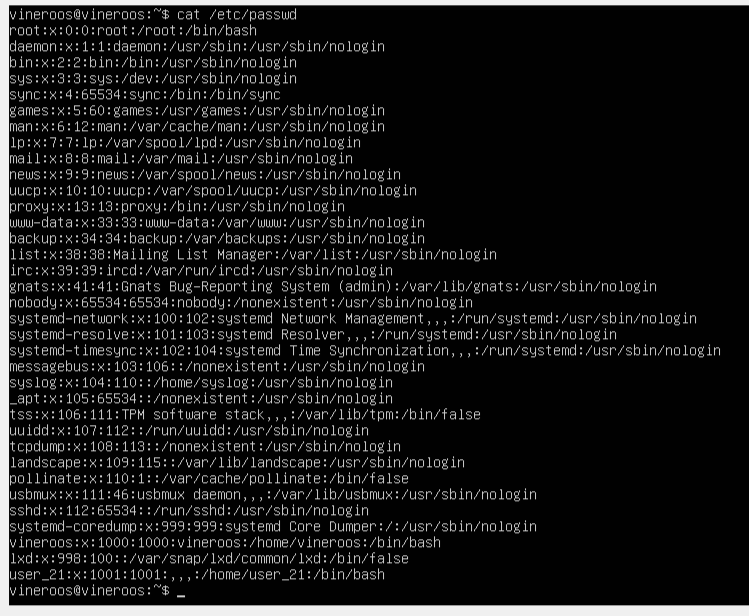 vineroos@vineroos:~$ cat /etc/passwd
root:x:0:0:root:/root:/bin/bash
daemon:x:1:1:daemon:/usr/sbin:/usr/sbin/nologin
bin:x:2:2:bin:/bin:/usr/sbin/nologin
sys:x:3:3:sys:/dev:/usr/sbin/nologin
sync:x:4:65534:sync:/bin:/bin/sync
games:x:5:60:games:/usr/games:/usr/sbin/nologin
man:x:6:12:man:/var/cache/man:/usr/sbin/nologin
lp:x:7:7:lp:/var/spool/lpd:/usr/sbin/nologin
mail:x:8:8:mail:/var/mail:/usr/sbin/nologin
news:x:9:9:news:/var/spool/news:/usr/sbin/nologin
uucp:x:10:10:uucp:/var/spool/uucp:/usr/sbin/nologin
proxy:x:13:13:proxy:/bin:/usr/sbin/nologin
www-data:x:33:33:www-data:/var/www:/usr/sbin/nologin
backup:x:34:34:backup:/var/backups:/usr/sbin/nologin
list:x:38:38:Mailing List Manager:/var/list:/usr/sbin/nologin
irc:x:39:39:ircd:/var/run/ircd:/usr/sbin/nologin
gnats:x:41:41:Gnats Bug-Reporting System (admin):/var/lib/gnats:/usr/sbin/nologin
nobody:x:65534:65534:nobody:/nonexistent:/usr/sbin/nologin
systemd-network:x:100:102:systemd Network Management,,,:/run/systemd:/usr/sbin/nologin
systemd-resolve:x:101:103:systemd Resolver,,,:/run/systemd:/usr/sbin/nologin
systemd-timesync:x:102:104:systemd Time Synchronization,,,:/run/systemd:/usr/sbin/nologin
messagebus:x:103:106::/nonexistent:/usr/sbin/nologin
syslog:x:104:110::/home/syslog:/usr/sbin/nologin
_apt:x:105:65534::/nonexistent:/usr/sbin/nologin
tss:x:106:111:TPM software stack,,,:/var/lib/tpm:/bin/false
uuidd:x:107:112::/run/uuidd:/usr/sbin/nologin
tcpdump:x:108:113::/nonexistent:/usr/sbin/nologin
landscape:x:109:115::/var/lib/landscape:/usr/sbin/nologin
pollinate:x:110:1::/var/cache/pollinate:/bin/false
usbmux:x:111:46:usbmux daemon,,,:/var/lib/usbmux:/usr/sbin/nologin
sshd:x:112:65534::/run/sshd:/usr/sbin/nologin
systemd-coredump:x:999:999:systemd Core Dumper:/:/usr/sbin/nologin
vineroos:x:1000:1000:vineroos:/home/vineroos:/bin/bash
lxd:x:998:100::/var/snap/lxd/common/lxd:/bin/false
user_21:x:1001:1001:,,,:/home/user_21:/bin/bash
vineroos@vineroos:~$ _